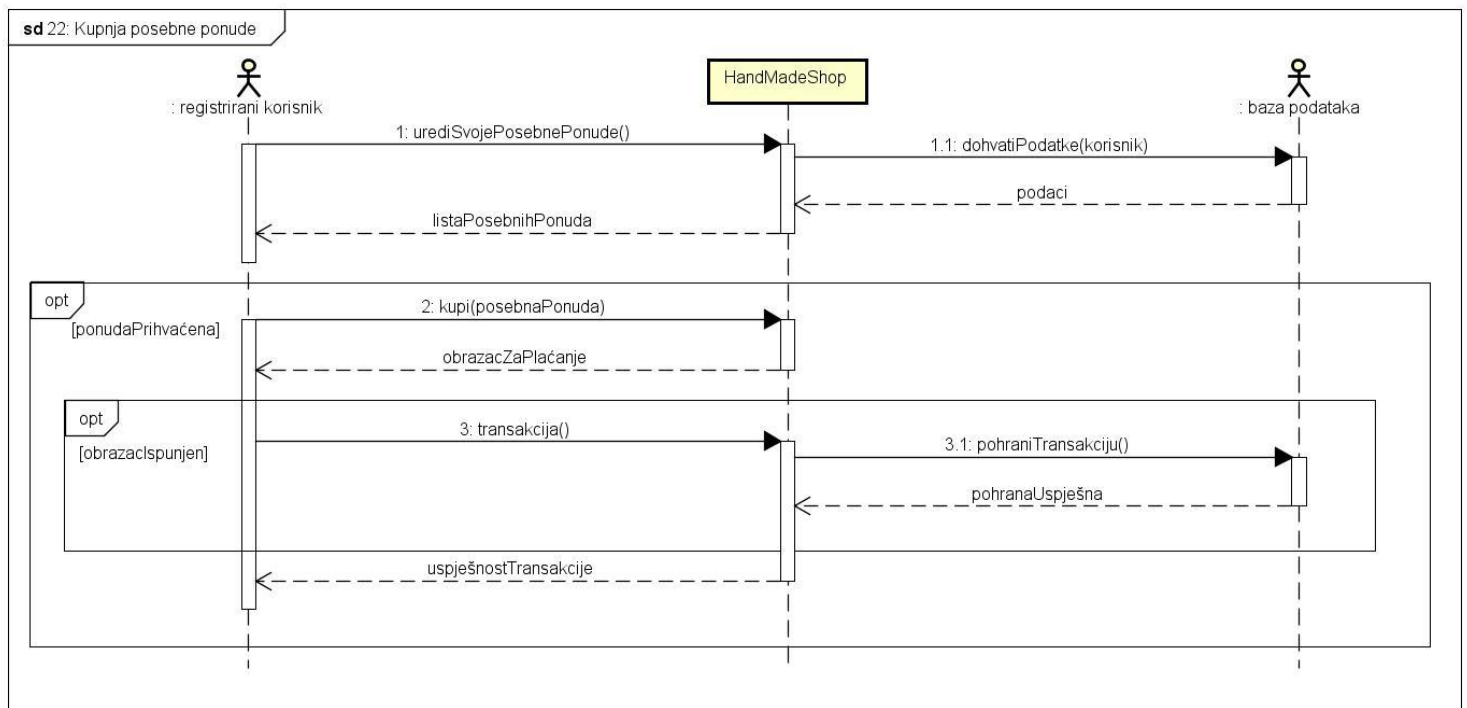 sd 22: Kupnja posebne ponude
: registrirani korisnik
HandMadeShop
: baza podataka
1: urediSvojePosebnePonude()
1.1: dohvatiPodatke(korisnik)
podaci
listaPosebnihPonuda
opt
[ponudaPrihvaćena]
2: kupi(posebnaPonuda)
obrazacZaPlaćanje
opt
[obrazacIspunjen]
3: transakcija()
3.1: pohraniTransakciju()
pohranaUspješna
uspješnostTransakcije